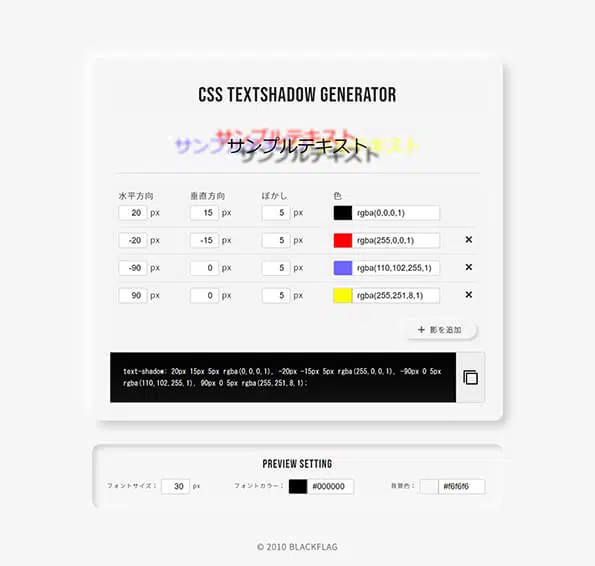 CSS TEXTSHADOW GENERATOR
サンプルテキスト
水平方向 垂直方向 ぼかし 色
20 px 15 px 5 px rgba(0,0,0,1)
-20 px -15 px 5 px rgba(255,0,0,1) ×
-90 px 0 px 5 px rgba(110,102,255,1) ×
90 px 0 px 5 px rgba(255,251,8,1) ×
+ 影を追加
text-shadow: 20px 15px 5px rgba(0,0,0,1), -20px -15px 5px rgba(255,0,0,1), -90px 0 5px
rgba(110,102,255,1), 90px 0 5px rgba(255,251,8,1);
PREVIEW SETTING
フォントサイズ: 30 px フォントカラー: #000000 背景色: #f6f6f6
© 2010 BLACKFLAG